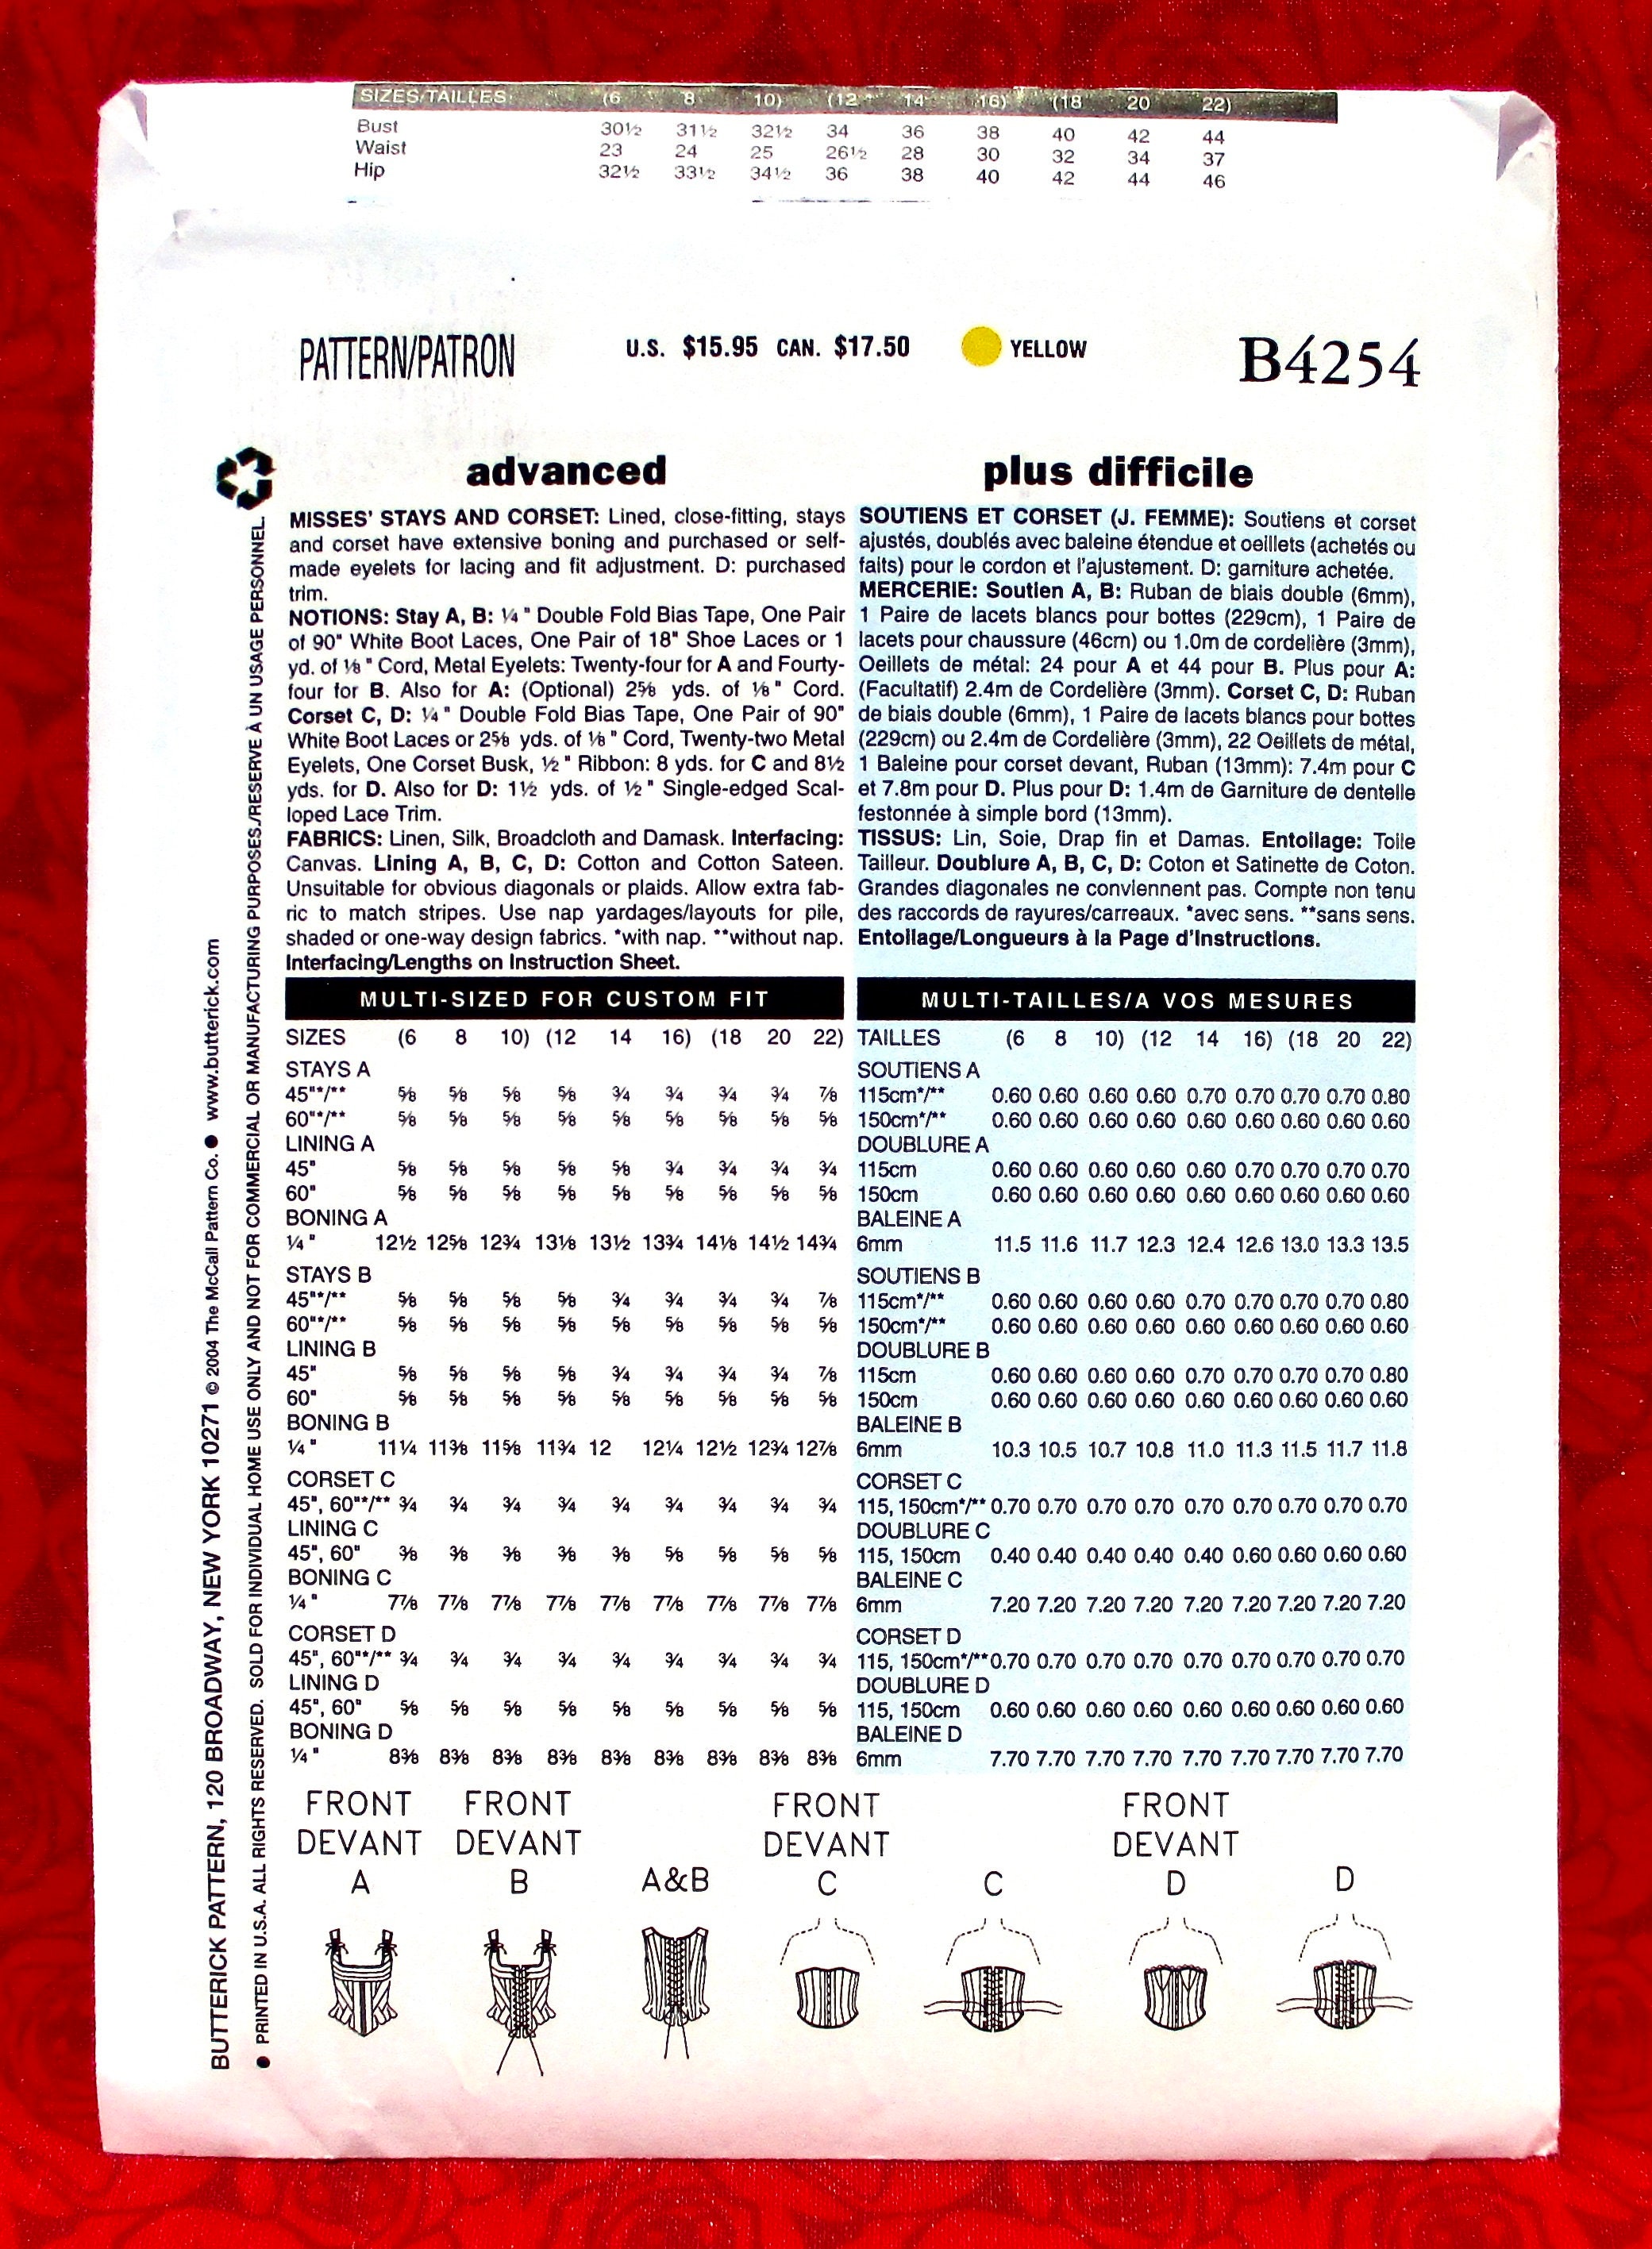 SIZES/TAILLES (6 8 10) (12 14 16) (18 20 22)
Bust 30½ 31½ 32½ 34 36 38 40 42 44
Waist 23 24 25 26½ 28 30 32 34 37
Hip 32½ 33½ 34½ 36 38 40 42 44 46
PATTERN/PATRON U.S. $15.95 CAN. $17.50 YELLOW B4254
advanced
MISSES' STAYS AND CORSET: Lined, close-fitting, stays
and corset have extensive boning and purchased or self-
made eyelets for lacing and fit adjustment. D: purchased
trim.
NOTIONS: Stay A, B: ¼" Double Fold Bias Tape, One Pair
of 90" White Boot Laces, One Pair of 18" Shoe Laces or 1
yd. of ⅛" Cord, Metal Eyelets: Twenty-four for A and Fourty-
four for B. Also for A: (Optional) 2⅝ yds. of ⅛" Cord.
Corset C, D: ¼" Double Fold Bias Tape, One Pair of 90"
White Boot Laces or 2⅝ yds. of ⅛" Cord, Twenty-two Metal
Eyelets, One Corset Busk, ½" Ribbon: 8 yds. for C and 8½
yds. for D. Also for D: 1½ yds. of ½" Single-edged Scal-
loped Lace Trim.
FABRICS: Linen, Silk, Broadcloth and Damask. Interfacing:
Canvas. Lining A, B, C, D: Cotton and Cotton Sateen.
Unsuitable for obvious diagonals or plaids. Allow extra fab-
ric to match stripes. Use nap yardages/layouts for pile,
shaded or one-way design fabrics. *with nap. **without nap.
Interfacing/Lengths on Instruction Sheet.
MULTI-SIZED FOR CUSTOM FIT
SIZES (6 8 10) (12 14 16) (18 20 22)
STAYS A
45"*/** ⅝ ⅝ ⅝ ⅝ ¾ ¾ ¾ ¾ ⅞
60"*/** ⅝ ⅝ ⅝ ⅝ ⅝ ⅝ ⅝ ⅝ ⅝
LINING A
45" ⅝ ⅝ ⅝ ⅝ ⅝ ¾ ¾ ¾ ¾
60" ⅝ ⅝ ⅝ ⅝ ⅝ ⅝ ⅝ ⅝ ⅝
BONING A
¼" 12½ 12⅝ 12¾ 13⅛ 13½ 13¾ 14⅛ 14½ 14¾
STAYS B
45"*/** ⅝ ⅝ ⅝ ⅝ ¾ ¾ ¾ ¾ ⅞
60"*/** ⅝ ⅝ ⅝ ⅝ ⅝ ⅝ ⅝ ⅝ ⅝
LINING B
45" ⅝ ⅝ ⅝ ⅝ ¾ ¾ ¾ ¾ ⅞
60" ⅝ ⅝ ⅝ ⅝ ⅝ ⅝ ⅝ ⅝ ⅝
BONING B
¼" 11¼ 11⅜ 11⅝ 11¾ 12 12¼ 12½ 12¾ 12⅞
CORSET C
45", 60"*/** ¾ ¾ ¾ ¾ ¾ ¾ ¾ ¾ ¾
LINING C
45", 60" ⅜ ⅜ ⅜ ⅜ ⅜ ⅝ ⅝ ⅝ ⅝
BONING C
¼" 7⅞ 7⅞ 7⅞ 7⅞ 7⅞ 7⅞ 7⅞ 7⅞ 7⅞
CORSET D
45", 60"*/** ¾ ¾ ¾ ¾ ¾ ¾ ¾ ¾ ¾
LINING D
45", 60" ⅝ ⅝ ⅝ ⅝ ⅝ ⅝ ⅝ ⅝ ⅝
BONING D
¼" 8⅜ 8⅜ 8⅜ 8⅜ 8⅜ 8⅜ 8⅜ 8⅜ 8⅜
plus difficile
SOUTIENS ET CORSET (J. FEMME): Soutiens et corset
ajustés, doublés avec baleine étendue et oeillets (achetés ou
faits) pour le cordon et l'ajustement. D: garniture achetée.
MERCERIE: Soutien A, B: Ruban de biais double (6mm),
1 Paire de lacets blancs pour bottes (229cm), 1 Paire de
lacets pour chaussure (46cm) ou 1.0m de cordelière (3mm),
Oeillets de métal: 24 pour A et 44 pour B. Plus pour A:
(Facultatif) 2.4m de Cordelière (3mm). Corset C, D: Ruban
de biais double (6mm), 1 Paire de lacets blancs pour bottes
(229cm) ou 2.4m de Cordelière (3mm), 22 Oeillets de métal,
1 Baleine pour corset devant, Ruban (13mm): 7.4m pour C
et 7.8m pour D. Plus pour D: 1.4m de Garniture de dentelle
festonnée à simple bord (13mm).
TISSUS: Lin, Soie, Drap fin et Damas. Entoilage: Toile
Tailleur. Doublure A, B, C, D: Coton et Satinette de Coton.
Grandes diagonales ne conviennent pas. Compte non tenu
des raccords de rayures/carreaux. *avec sens. **sans sens.
Entoilage/Longueurs à la Page d'Instructions.
MULTI-TAILLES/A VOS MESURES
TAILLES (6 8 10) (12 14 16) (18 20 22)
SOUTIENS A
115cm*/** 0.60 0.60 0.60 0.60 0.70 0.70 0.70 0.70 0.80
150cm*/** 0.60 0.60 0.60 0.60 0.60 0.60 0.60 0.60 0.60
DOUBLURE A
115cm 0.60 0.60 0.60 0.60 0.60 0.70 0.70 0.70 0.70
150cm 0.60 0.60 0.60 0.60 0.60 0.60 0.60 0.60 0.60
BALEINE A
6mm 11.5 11.6 11.7 12.3 12.4 12.6 13.0 13.3 13.5
SOUTIENS B
115cm*/** 0.60 0.60 0.60 0.60 0.70 0.70 0.70 0.70 0.80
150cm*/** 0.60 0.60 0.60 0.60 0.60 0.60 0.60 0.60 0.60
DOUBLURE B
115cm 0.60 0.60 0.60 0.60 0.70 0.70 0.70 0.70 0.80
150cm 0.60 0.60 0.60 0.60 0.60 0.60 0.60 0.60 0.60
BALEINE B
6mm 10.3 10.5 10.7 10.8 11.0 11.3 11.5 11.7 11.8
CORSET C
115, 150cm*/** 0.70 0.70 0.70 0.70 0.70 0.70 0.70 0.70 0.70
DOUBLURE C
115, 150cm 0.40 0.40 0.40 0.40 0.40 0.60 0.60 0.60 0.60
BALEINE C
6mm 7.20 7.20 7.20 7.20 7.20 7.20 7.20 7.20 7.20
CORSET D
115, 150cm*/** 0.70 0.70 0.70 0.70 0.70 0.70 0.70 0.70 0.70
DOUBLURE D
115, 150cm 0.60 0.60 0.60 0.60 0.60 0.60 0.60 0.60 0.60
BALEINE D
6mm 7.70 7.70 7.70 7.70 7.70 7.70 7.70 7.70 7.70
FRONT FRONT FRONT FRONT
DEVANT DEVANT DEVANT DEVANT
A B A&B C C D D
BUTTERICK PATTERN, 120 BROADWAY, NEW YORK 10271 © 2004 The McCall Pattern Co. ● www.butterick.com
● PRINTED IN U.S.A. ALL RIGHTS RESERVED. SOLD FOR INDIVIDUAL HOME USE ONLY AND NOT FOR COMMERCIAL OR MANUFACTURING PURPOSES./RESERVE À UN USAGE PERSONNEL.